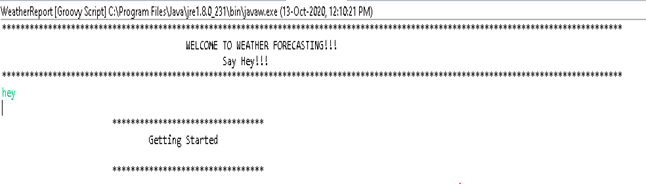 WeatherReport [Groovy Script] C:\Program Files\Java\jre1.8.0_231\bin\javaw.exe (13-Oct-2020, 12:10:21 PM)
****************************************************************************************************************************************
WELCOME TO WEATHER FORECASTING!!!
Say Hey!!!
****************************************************************************************************************************************
hey
*********************************
Getting Started
*********************************